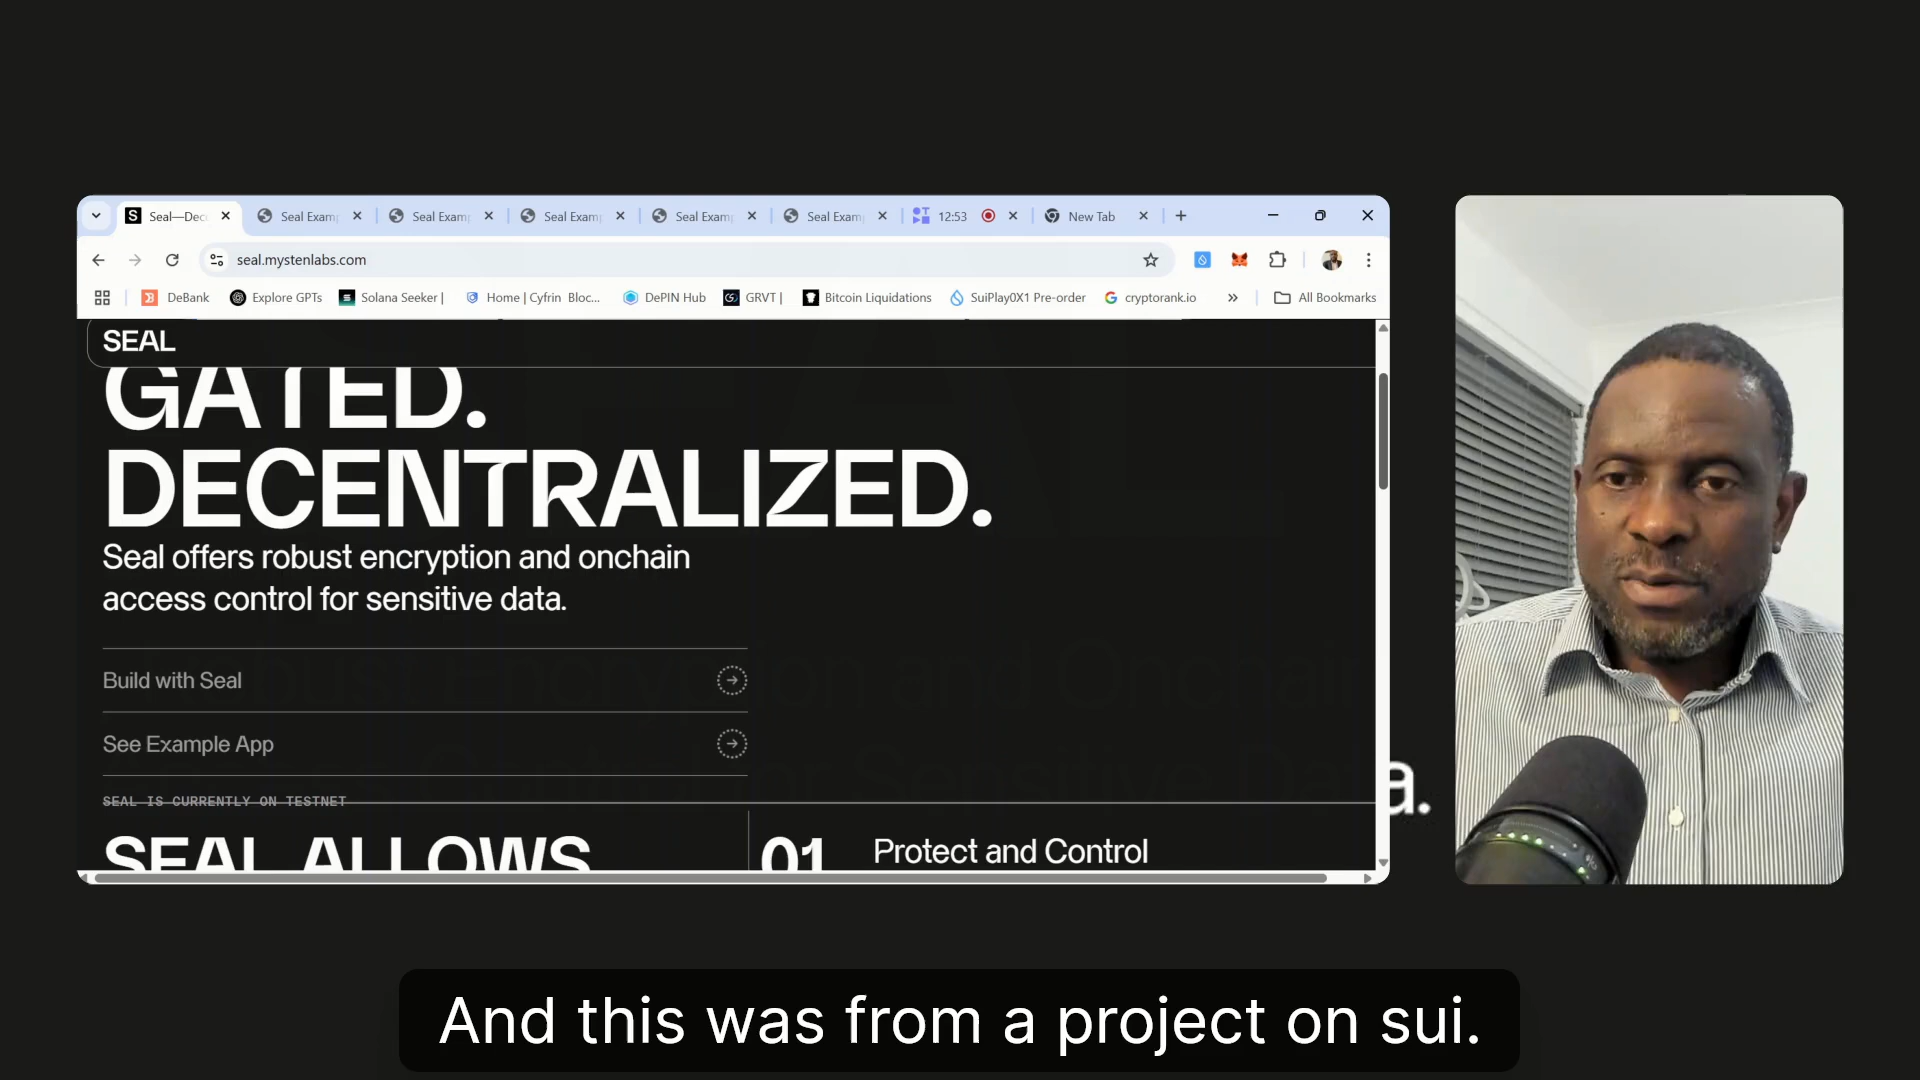 Seal—Dec
Seal Examp
Seal Exam
Seal Exam
Seal Exam
Seal Exam
12:53
New Tab
seal.mystenlabs.com
DeBank
Explore GPTs
Solana Seeker |
Home | Cyfrin Bloc...
DePIN Hub
GRVT |
Bitcoin Liquidations
SuiPlay0X1 Pre-order
cryptorank.io
All Bookmarks
SEAL
GATED.
DECENTRALIZED.
Seal offers robust encryption and onchain
access control for sensitive data.
Build with Seal
See Example App
SEAL IS CURRENTLY ON TESTNET
SEAL ALLOWS
01
Protect and Control
a.
And this was from a project on sui.